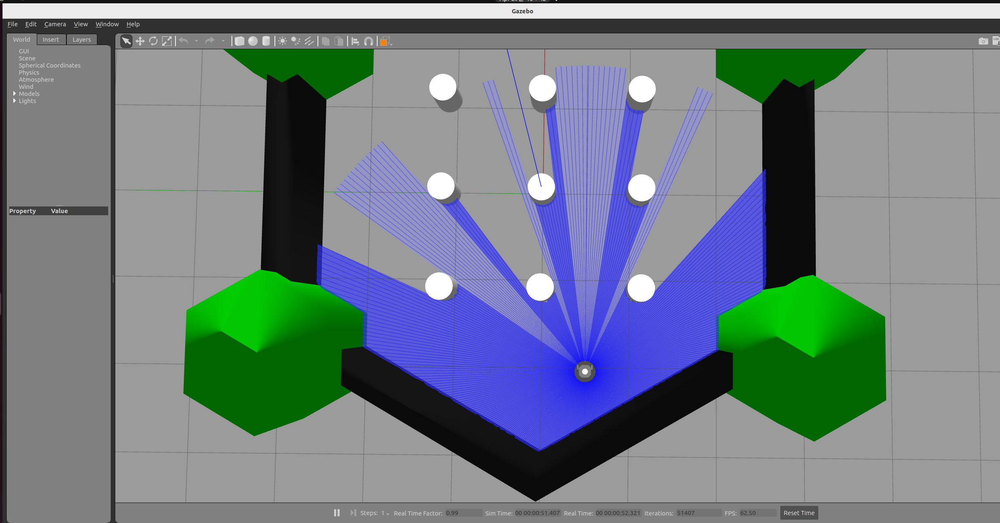 Gazebo
File Edit Camera View Window Help
World Insert Layers
GUI
Scene
Spherical Coordinates
Physics
Atmosphere
Wind
Models
Lights
Property Value
LOG
Steps: 1 Real Time Factor: 0.99 Sim Time: 00 00:00:51.407 Real Time: 00 00:00:52.321 Iterations: 51407 FPS: 62.50 Reset Time